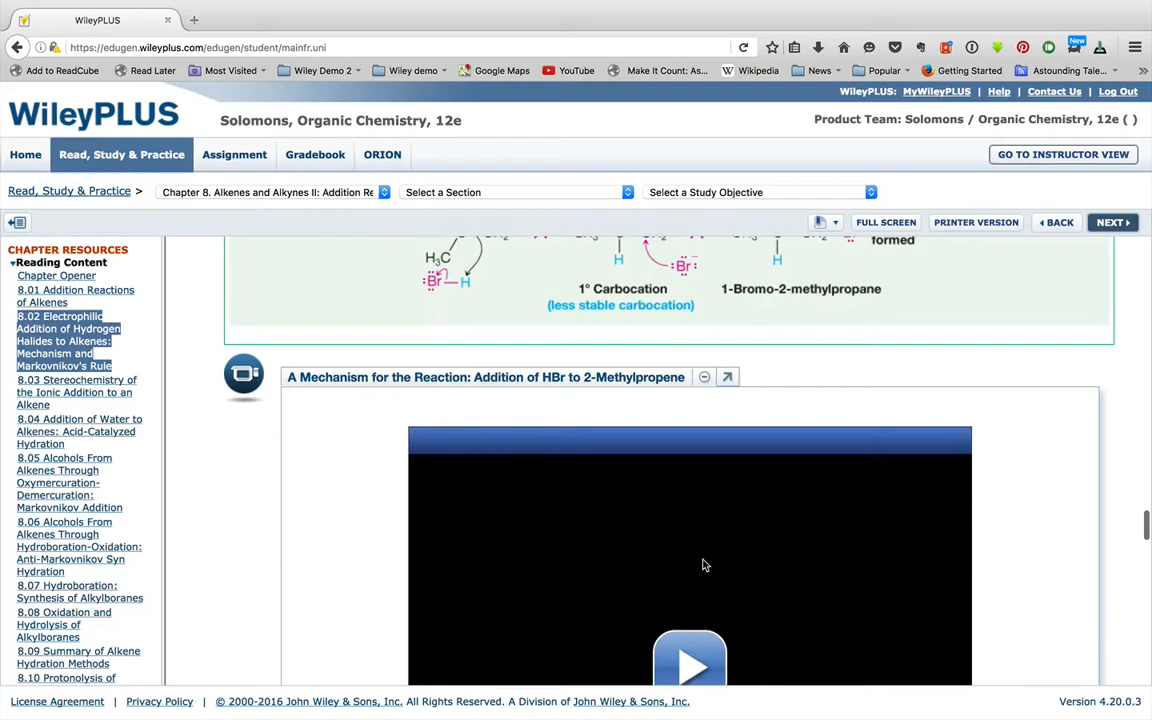 WileyPLUS
https://edugen.wileyplus.com/edugen/student/mainfr.uni
New
Add to ReadCube Read Later Most Visited Wiley Demo 2 Wiley demo Google Maps YouTube Make It Count: As... Wikipedia News Popular Getting Started Astounding Tale...
WileyPLUS: MyWileyPLUS | Help | Contact Us | Log Out
WileyPLUS Solomons, Organic Chemistry, 12e Product Team: Solomons / Organic Chemistry, 12e ( )
Home Read, Study & Practice Assignment Gradebook ORION GO TO INSTRUCTOR VIEW
Read, Study & Practice > Chapter 8. Alkenes and Alkynes II: Addition Re Select a Section Select a Study Objective
FULL SCREEN PRINTER VERSION BACK NEXT
CHAPTER RESOURCES
Reading Content
Chapter Opener
8.01 Addition Reactions
of Alkenes
8.02 Electrophilic
Addition of Hydrogen
Halides to Alkenes:
Mechanism and
Markovnikov's Rule
8.03 Stereochemistry of
the Ionic Addition to an
Alkene
8.04 Addition of Water to
Alkenes: Acid-Catalyzed
Hydration
8.05 Alcohols From
Alkenes Through
Oxymercuration-
Demercuration:
Markovnikov Addition
8.06 Alcohols From
Alkenes Through
Hydroboration-Oxidation:
Anti-Markovnikov Syn
Hydration
8.07 Hydroboration:
Synthesis of Alkylboranes
8.08 Oxidation and
Hydrolysis of
Alkylboranes
8.09 Summary of Alkene
Hydration Methods
8.10 Protonolysis of
formed
H₃C
H H
:Br—H :Br:
1° Carbocation 1-Bromo-2-methylpropane
(less stable carbocation)
A Mechanism for the Reaction: Addition of HBr to 2-Methylpropene
License Agreement | Privacy Policy | © 2000-2016 John Wiley & Sons, Inc. All Rights Reserved. A Division of John Wiley & Sons, Inc. Version 4.20.0.3